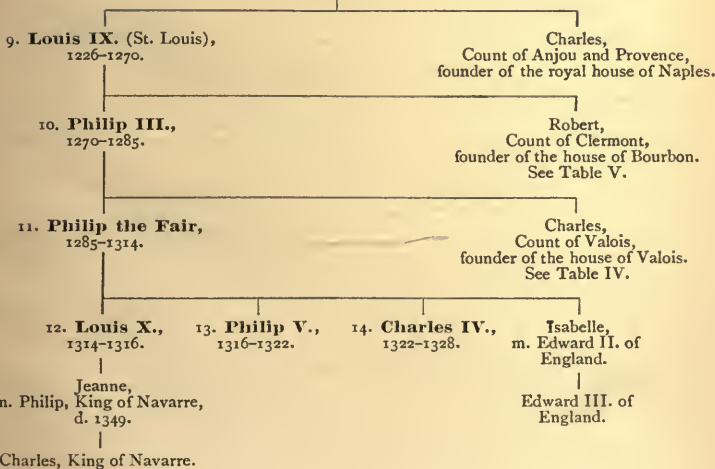 9. Louis IX. (St. Louis),
1226-1270.
Charles,
Count of Anjou and Provence,
founder of the royal house of Naples.
10. Philip III.,
1270-1285.
Robert,
Count of Clermont,
founder of the house of Bourbon.
See Table V.
11. Philip the Fair,
1285-1314.
Charles,
Count of Valois,
founder of the house of Valois.
See Table IV.
12. Louis X.,
1314-1316.
13. Philip V.,
1316-1322.
14. Charles IV.,
1322-1328.
Isabelle,
m. Edward II. of
England.
Jeanne,
m. Philip, King of Navarre,
d. 1349.
Edward III. of
England.
Charles, King of Navarre.